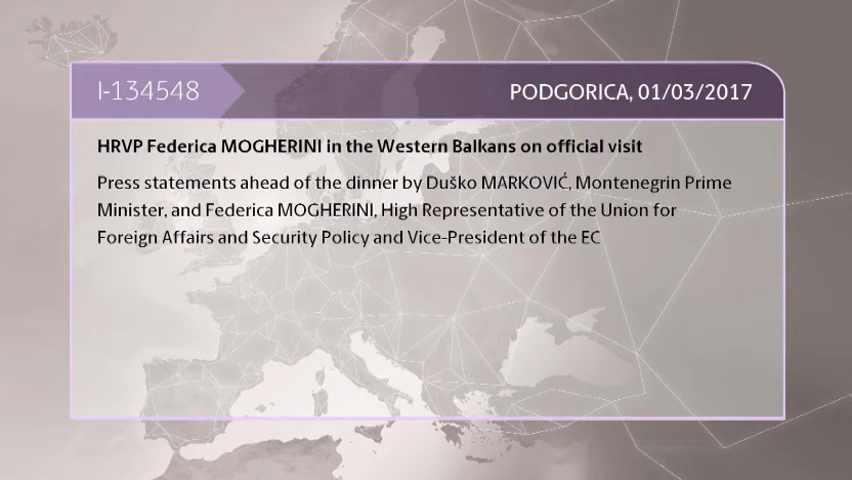 I-134548
PODGORICA, 01/03/2017
HRVP Federica MOGHERINI in the Western Balkans on official visit
Press statements ahead of the dinner by Duško MARKOVIĆ, Montenegrin Prime
Minister, and Federica MOGHERINI, High Representative of the Union for
Foreign Affairs and Security Policy and Vice-President of the EC